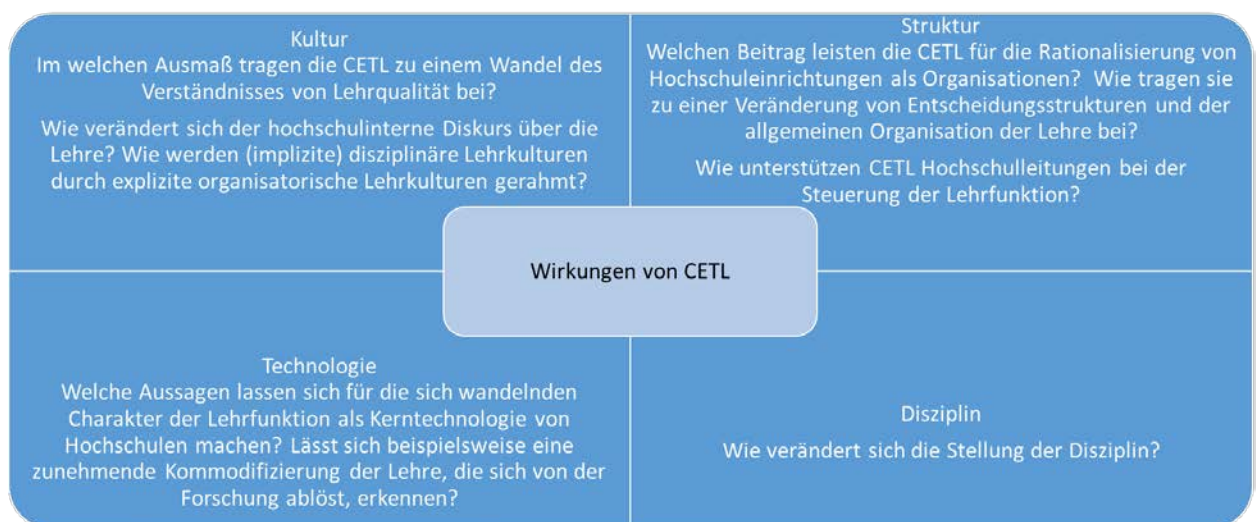 Kultur
Im welchen Ausmaß tragen die CETL zu einem Wandel des
Verständnisses von Lehrqualität bei?
Wie verändert sich der hochschulinterne Diskurs über die
Lehre? Wie werden (implizite) disziplinäre Lehrkulturen
durch explizite organisatorische Lehrkulturen gerahmt?
Struktur
Welchen Beitrag leisten die CETL für die Rationalisierung von
Hochschuleinrichtungen als Organisationen? Wie tragen sie
zu einer Veränderung von Entscheidungsstrukturen und der
allgemeinen Organisation der Lehre bei?
Wie unterstützen CETL Hochschulleitungen bei der
Steuerung der Lehrfunktion?
Wirkungen von CETL
Technologie
Welche Aussagen lassen sich für die sich wandelnden
Charakter der Lehrfunktion als Kerntechnologie von
Hochschulen machen? Lässt sich beispielsweise eine
zunehmende Kommodifizierung der Lehre, die sich von der
Forschung ablöst, erkennen?
Disziplin
Wie verändert sich die Stellung der Disziplin?